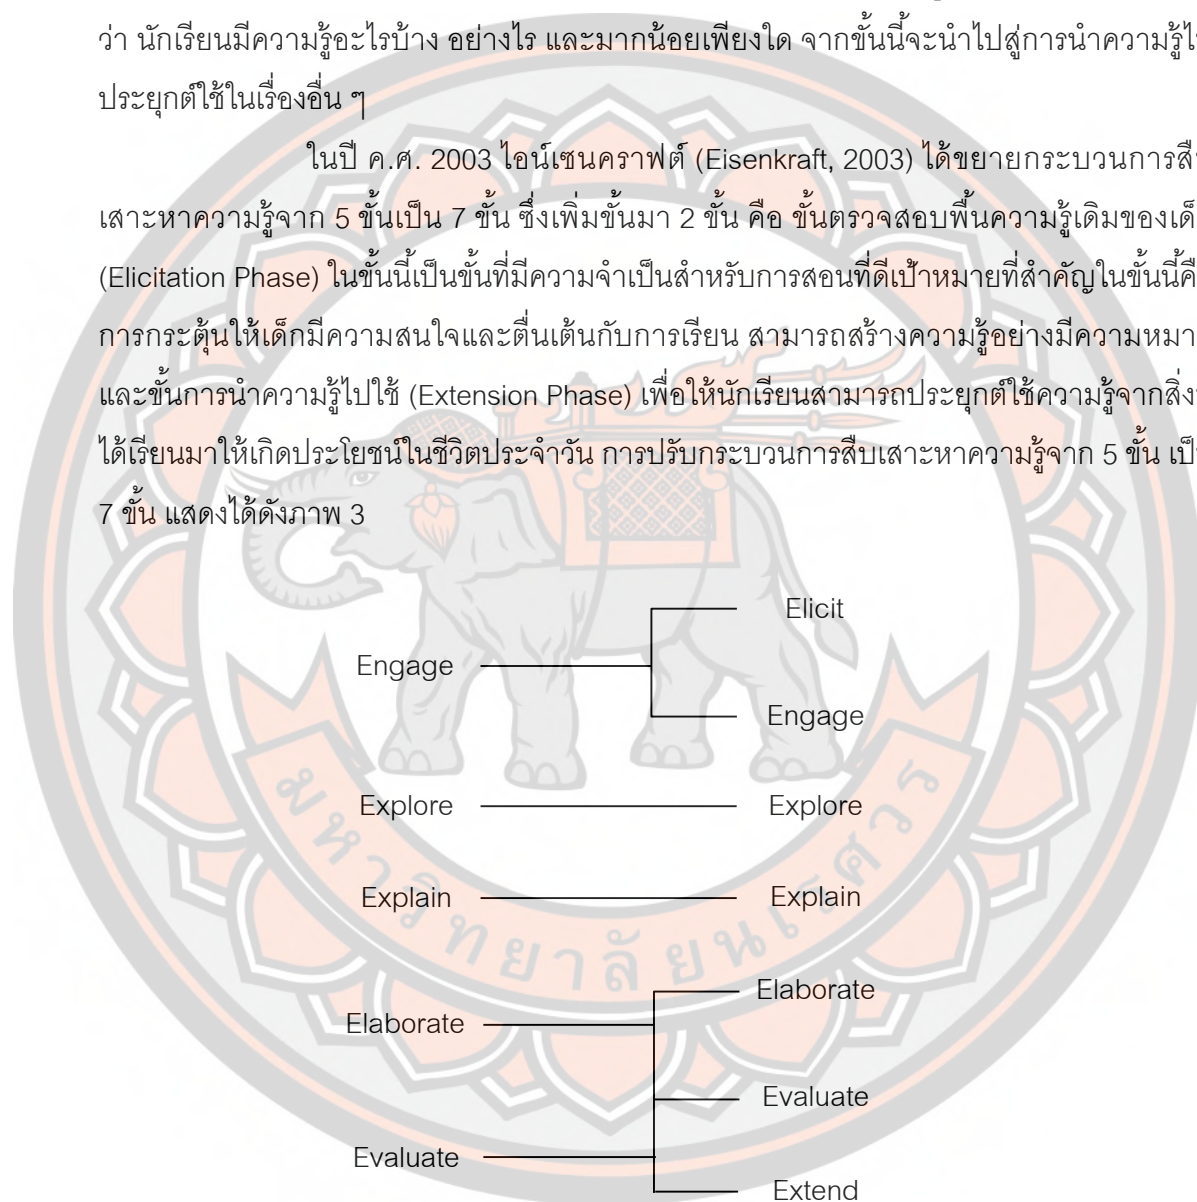 ว่า นักเรียนมีความรู้อะไรบ้าง อย่างไร และมากน้อยเพียงใด จากขั้นนี้จะนำไปสู่การนำความรู้
ประยุกต์ใช้ในเรื่องอื่น ๆ
ในปี ค.ศ. 2003 ไอน์เซนคราฟต์ (Eisenkraft, 2003) ได้ขยายกระบวนการ
เสาะหาความรู้จาก 5 ขั้นเป็น 7 ขั้น ซึ่งเพิ่มขั้นมา 2 ขั้น คือ ขั้นตรวจสอบพื้นความรู้เดิมของ
(Elicitation Phase) ในขั้นนี้เป็นขั้นที่มีความจำเป็นสำหรับการสอนที่ดีเป้าหมายที่สำคัญในขั้นนี้
การกระตุ้นให้เด็กมีความสนใจและตื่นเต้นกับการเรียน สามารถสร้างความรู้อย่างมี
และขั้นการนำความรู้ไปใช้ (Extension Phase) เพื่อให้นักเรียนสามารถประยุกต์ใช้ความรู้จาก
ได้เรียนมาให้เกิดประโยชน์ในชีวิตประจำวัน การปรับกระบวนการสืบเสาะหาความรู้จาก 5 ขั้น
7 ขั้น แสดงได้ดังภาพ 3
Elicit
Engage
Engage
Explore Explore
Explain Explain
Elaborate
Elaborate
Evaluate
Evaluate
Extend
มหาวิทยาลัยนเรศวร